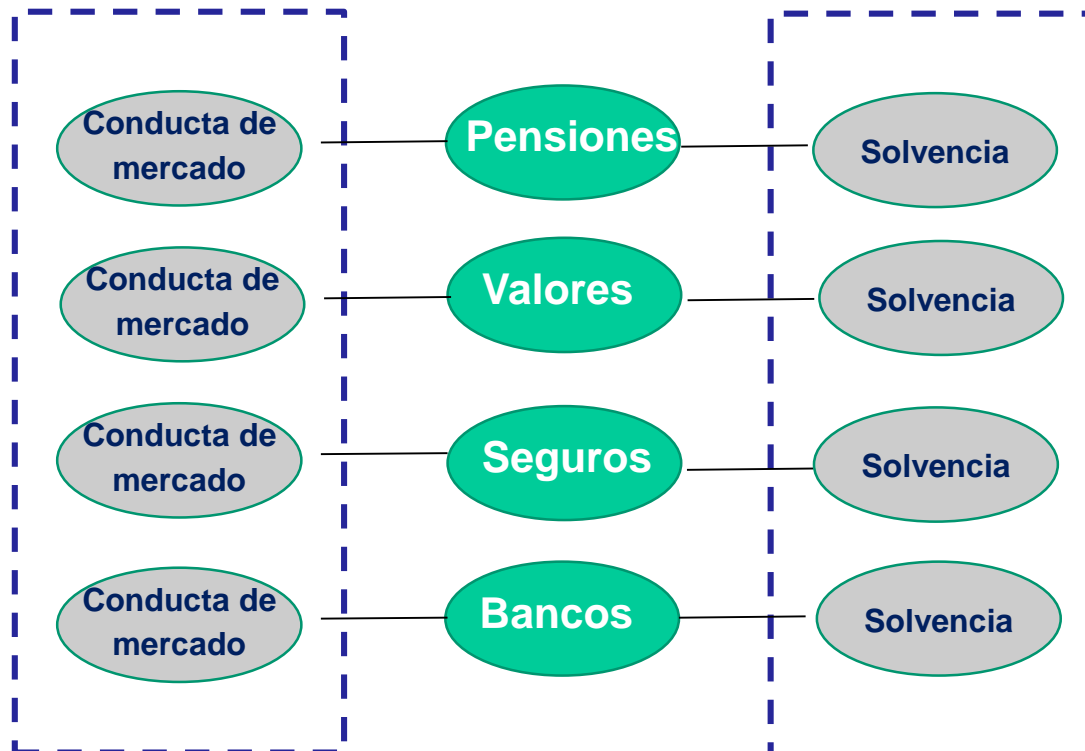 Conducta de
mercado
Pensiones
Solvencia
Conducta de
mercado
Valores
Solvencia
Conducta de
mercado
Seguros
Solvencia
Conducta de
mercado
Bancos
Solvencia